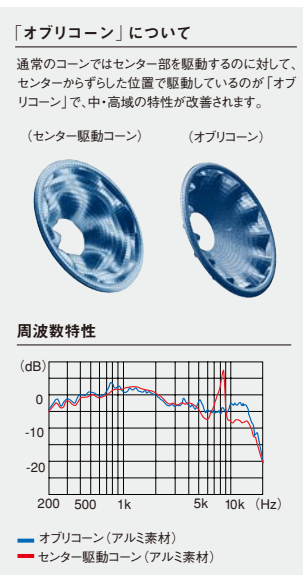 「オブリコーン」について
通常のコーンではセンター部を駆動するのに対して、
センターからずらした位置で駆動しているのが「オブ
リコーン」で、中・高域の特性が改善されます。
（センター駆動コーン）
（オブリコーン）
周波数特性
(dB)
0
-10
-20
200 500 1k 5k 10k (Hz)
オブリコーン（アルミ素材）
センター駆動コーン（アルミ素材）